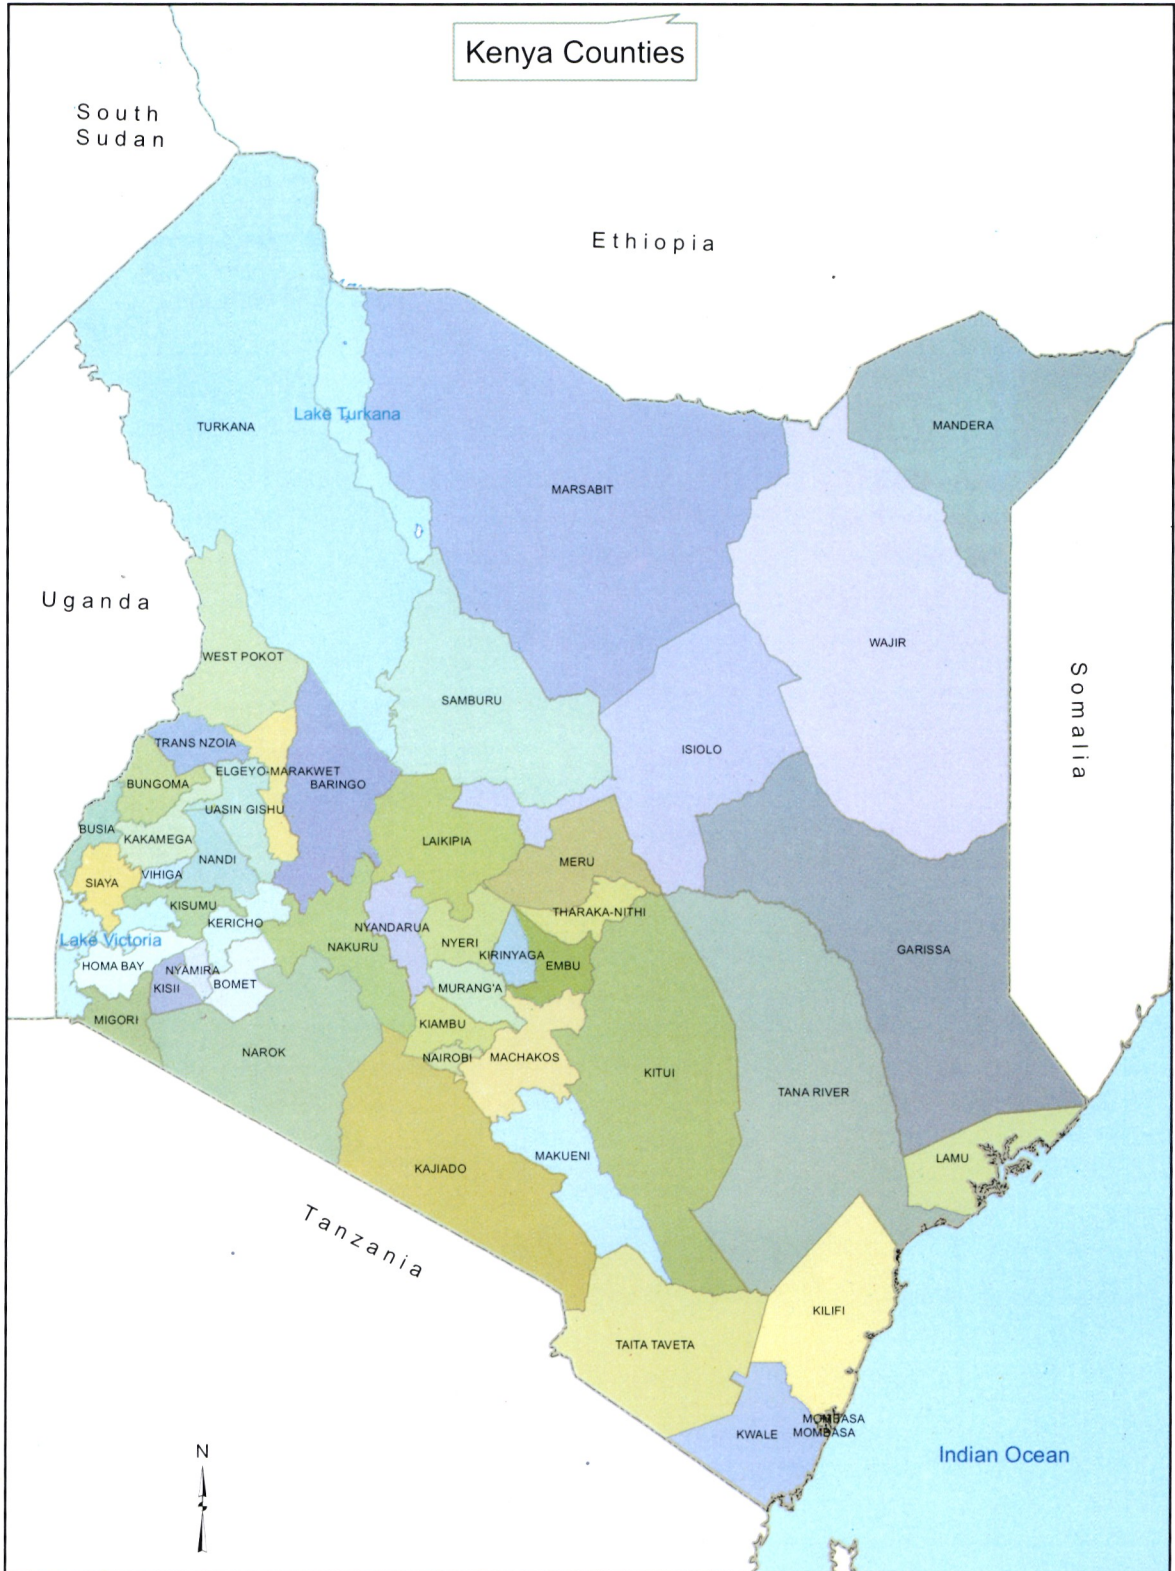 Kenya Counties
South
Sudan
Ethiopia
Lake Turkana
TURKANA
MANDERA
MARSABIT
Uganda
WAJIR
WEST POKOT
Somalia
SAMBURU
TRANS NZOIA
ISIOLO
ELGEYO-MARAKWET
BUNGOMA
BARINGO
UASIN GISHU
BUSIA
KAKAMEGA
LAIKIPIA
NANDI
MERU
VIHIGA
SIAYA
KISUMU
THARAKA-NITHI
KERICHO
NYANDARUA
Lake Victoria
NAKURU
NYERI
GARISSA
KIRINYAGA
HOMA BAY
NYAMIRA
EMBU
KISII
BOMET
MURANG'A
MIGORI
KIAMBU
NAROK
NAIROBI
MACHAKOS
KITUI
TANA RIVER
MAKUENI
LAMU
KAJIADO
Tanzania
KILIFI
TAITA TAVETA
MOMBASA
MOMBASA
KWALE
N
Indian Ocean